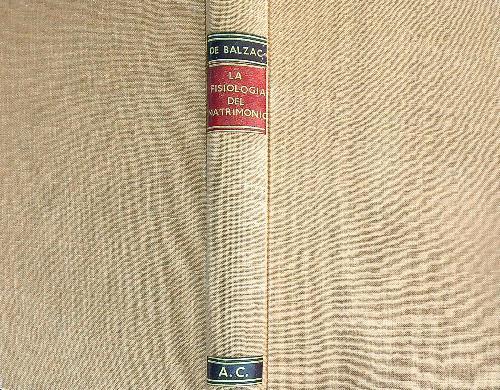 DE BALZAC
LA
FISIOLOGIA
DEL
MATRIMONIO
A.C.